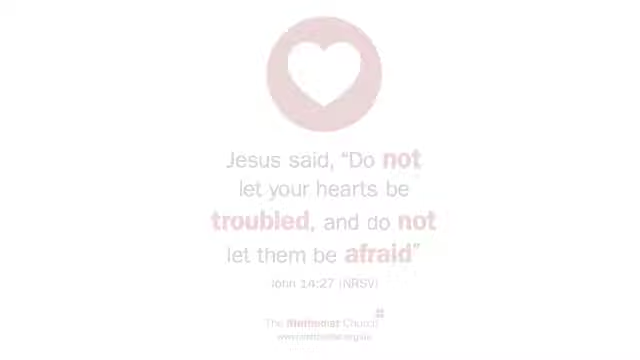 Jesus said, “Do not
let your hearts be
troubled, and do not
let them be afraid”
John 14:27 (NRSV)
The Methodist Church